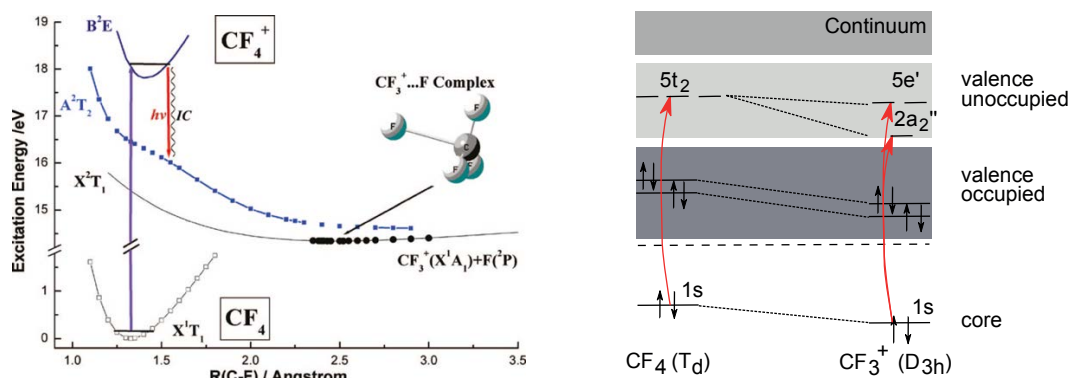 19
18
17
16
15
1
0
Excitation Energy /eV
B²E
CF₄⁺
A²T₂
hν
IC
CF₃⁺...F Complex
F
F
C
F
F
X²T₁
CF₃⁺(X¹A₁)+F(²P)
X¹T₁
CF₄
1.0
1.5
2.0
2.5
3.0
3.5
R(C-F) / Angstrom
Continuum
5t₂
5e'
2a₂''
valence
unoccupied
valence
occupied
1s
1s
core
CF₄ (T_d)
CF₃⁺ (D₃ₕ)